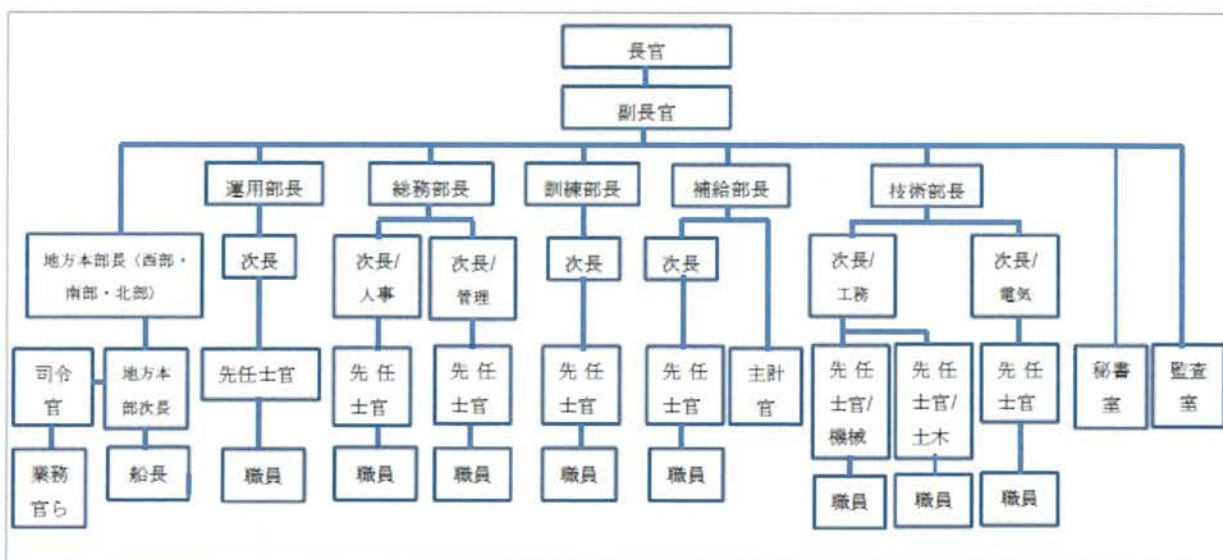 長官
副長官
運用部長
総務部長
訓練部長
補給部長
技術部長
地方本部長（西部・
南部・北部）
次長
次長/
人事
次長/
管理
次長
次長
次長/
工務
次長/
電気
司令
官
地方本
部次長
先任士官
先 任
士官
先 任
士官
先 任
士官
先 任
士官
主計
官
先 任
士官/
機械
先 任
士官/
土木
先 任
士官
秘書
室
監査
室
業務
官ら
船長
職員
職員
職員
職員
職員
職員
職員
職員